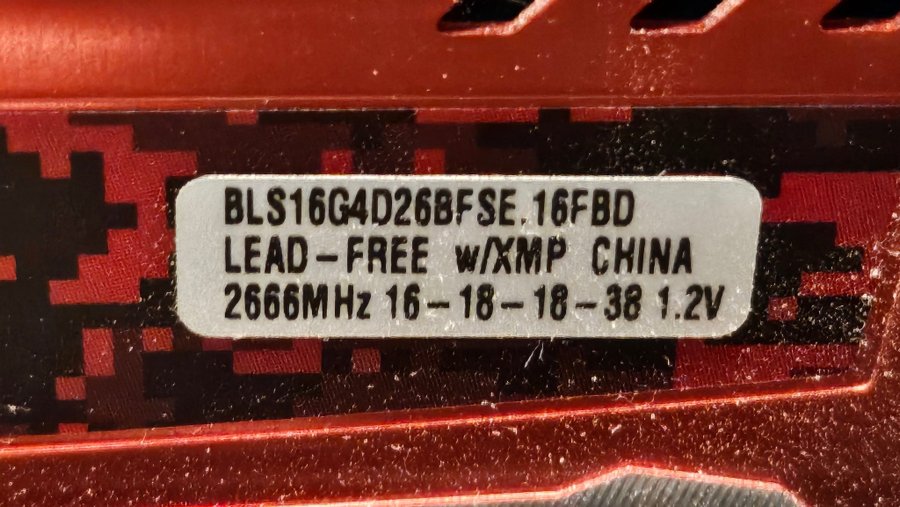 BLS16G4D26BFSE.16FBD
LEAD-FREE w/XMP CHINA
2666MHz 16-18-18-38 1.2V